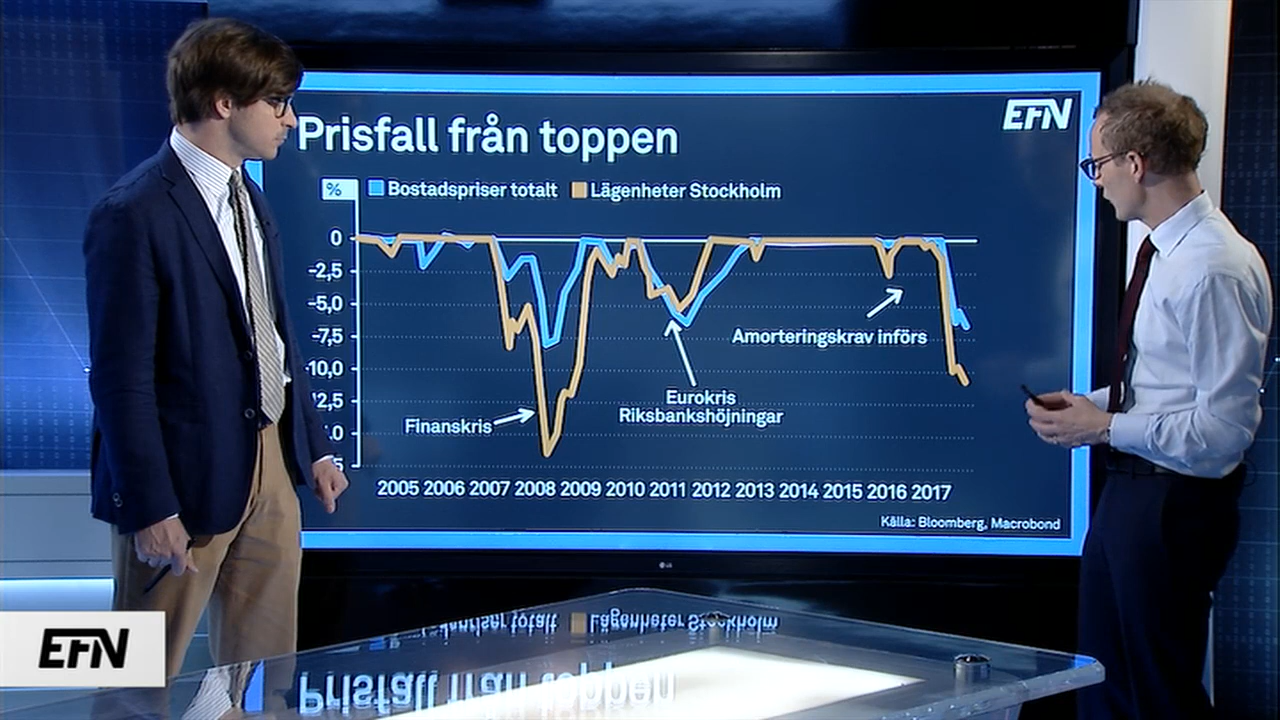 EFN
Prisfall från toppen
%
Bostadspriser totalt
Lägenheter Stockholm
0
-2,5
-5,0
-7,5
10,0
12,5
Amorteringskrav införs
Eurokris
Riksbankshöjningar
Finanskris
2005 2006 2007 2008 2009 2010 2011 2012 2013 2014 2015 2016 2017
Källa: Bloomberg, Macrobond
EFN